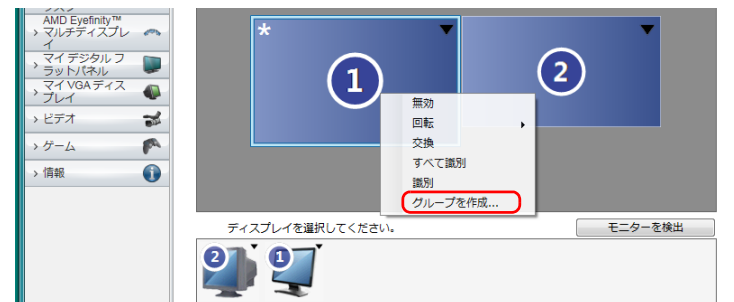 AMD Eyefinity™
マルチディスプレ
イ
マイ デジタル フ
ラットパネル
マイ VGA ディス
プレイ
ビデオ
ゲーム
情報
*
1
2
無効
回転
交換
すべて識別
識別
グループを作成...
ディスプレイを選択してください。
モニターを検出
2
1